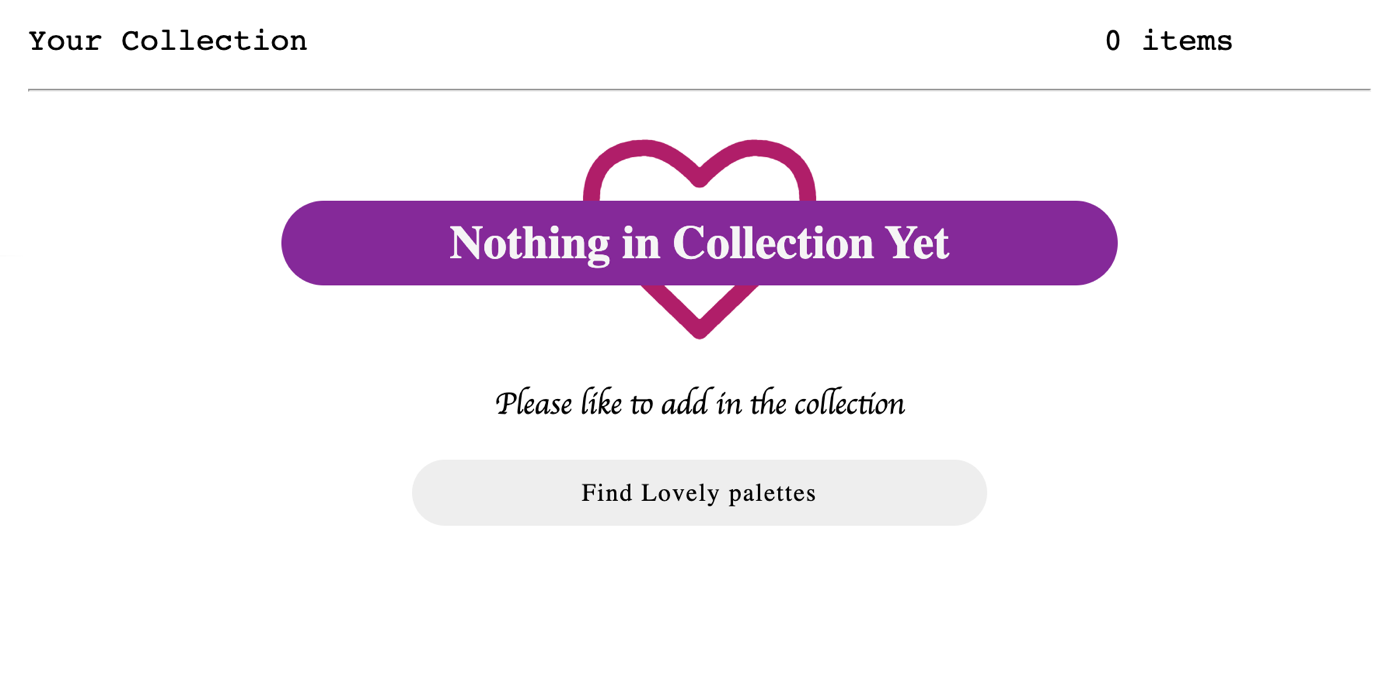 Your Collection
0 items
Nothing in Collection Yet
Please like to add in the collection
Find Lovely palettes